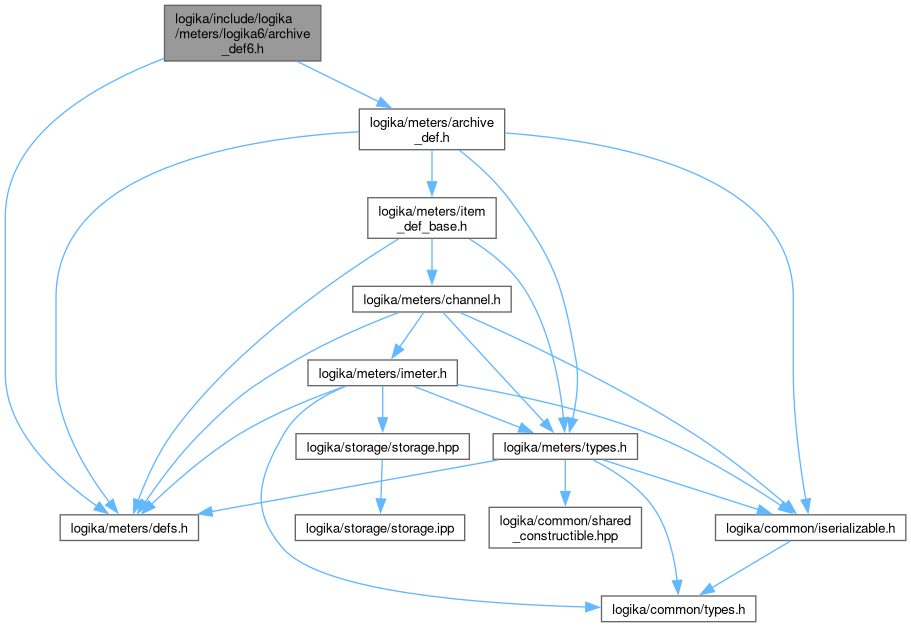 logika/include/logika
/meters/logika6/archive
_def6.h
logika/meters/archive
_def.h
logika/meters/item
_def_base.h
logika/meters/channel.h
logika/meters/imeter.h
logika/storage/storage.hpp
logika/meters/types.h
logika/meters/defs.h
logika/storage/storage.ipp
logika/common/shared
_constructible.hpp
logika/common/iserializable.h
logika/common/types.h